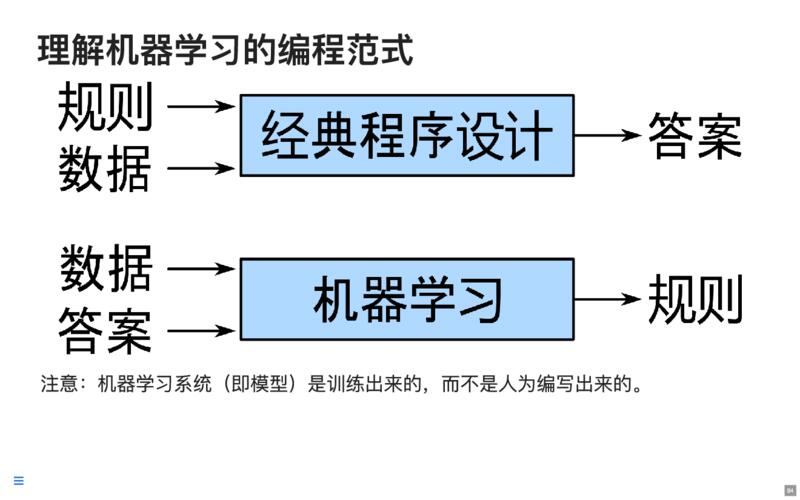 理解机器学习的编程范式
规则
经典程序设计
答案
数据
数据
机器学习
规则
答案
注意：机器学习系统（即模型）是训练出来的，而不是人为编写出来的。
94